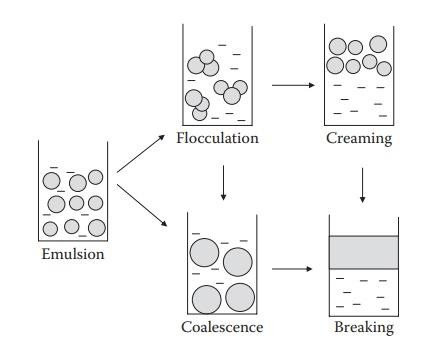 Flocculation
Creaming
Emulsion
Coalescence
Breaking